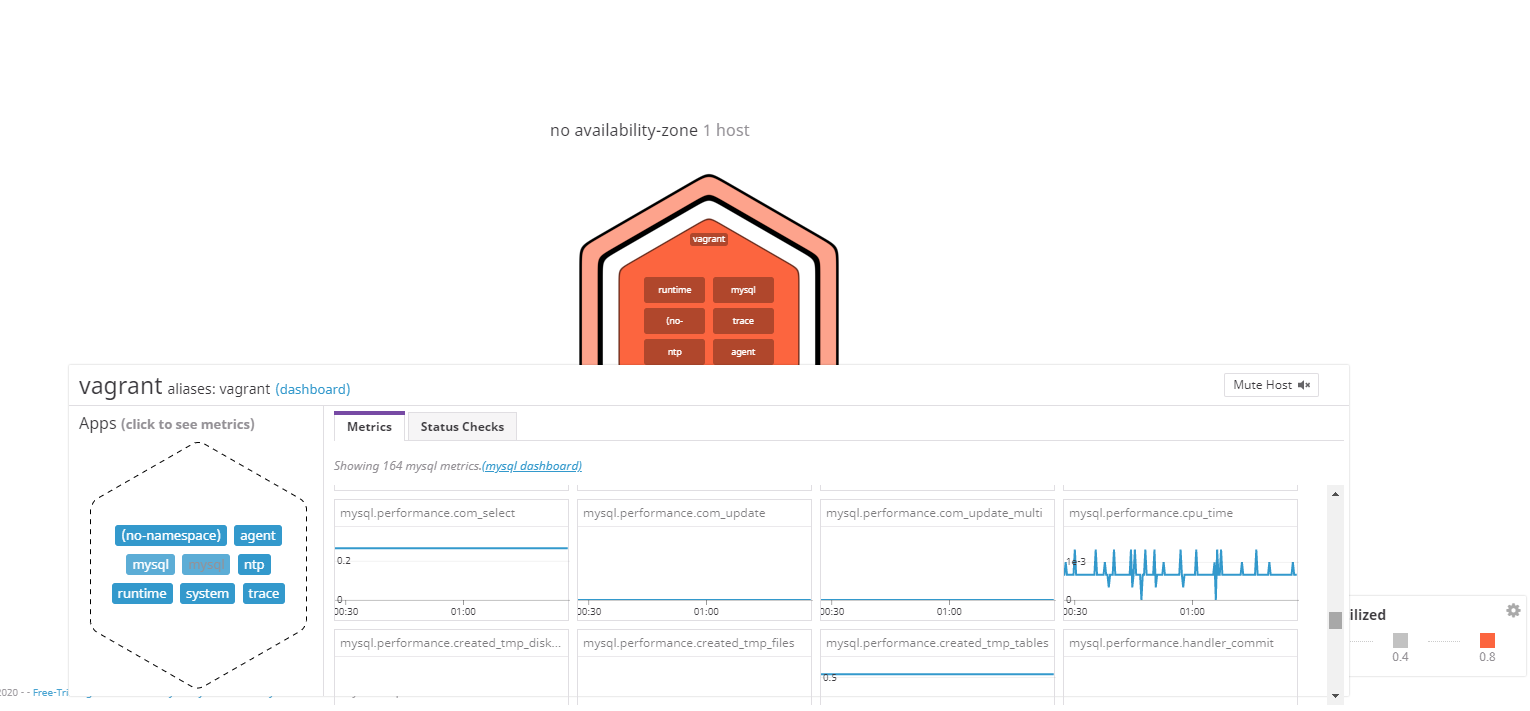 no availability-zone 1 host
vagrant
runtime mysql
(no- trace
ntp agent
vagrant aliases: vagrant (dashboard)
Mute Host
Apps (click to see metrics)
Metrics Status Checks
Showing 164 mysql metrics.(mysql dashboard)
(no-namespace) agent
mysql mysql ntp
runtime system trace
mysql.performance.com_select
0.2
0
00:30 01:00
mysql.performance.com_update
00:30 01:00
mysql.performance.com_update_multi
00:30 01:00
mysql.performance.cpu_time
1e-3
0
00:30 01:00
mysql.performance.created_tmp_disk...
mysql.performance.created_tmp_files
mysql.performance.created_tmp_tables
0.5
mysql.performance.handler_commit
ilized
0.4 0.8
2020 - - Free-Tri